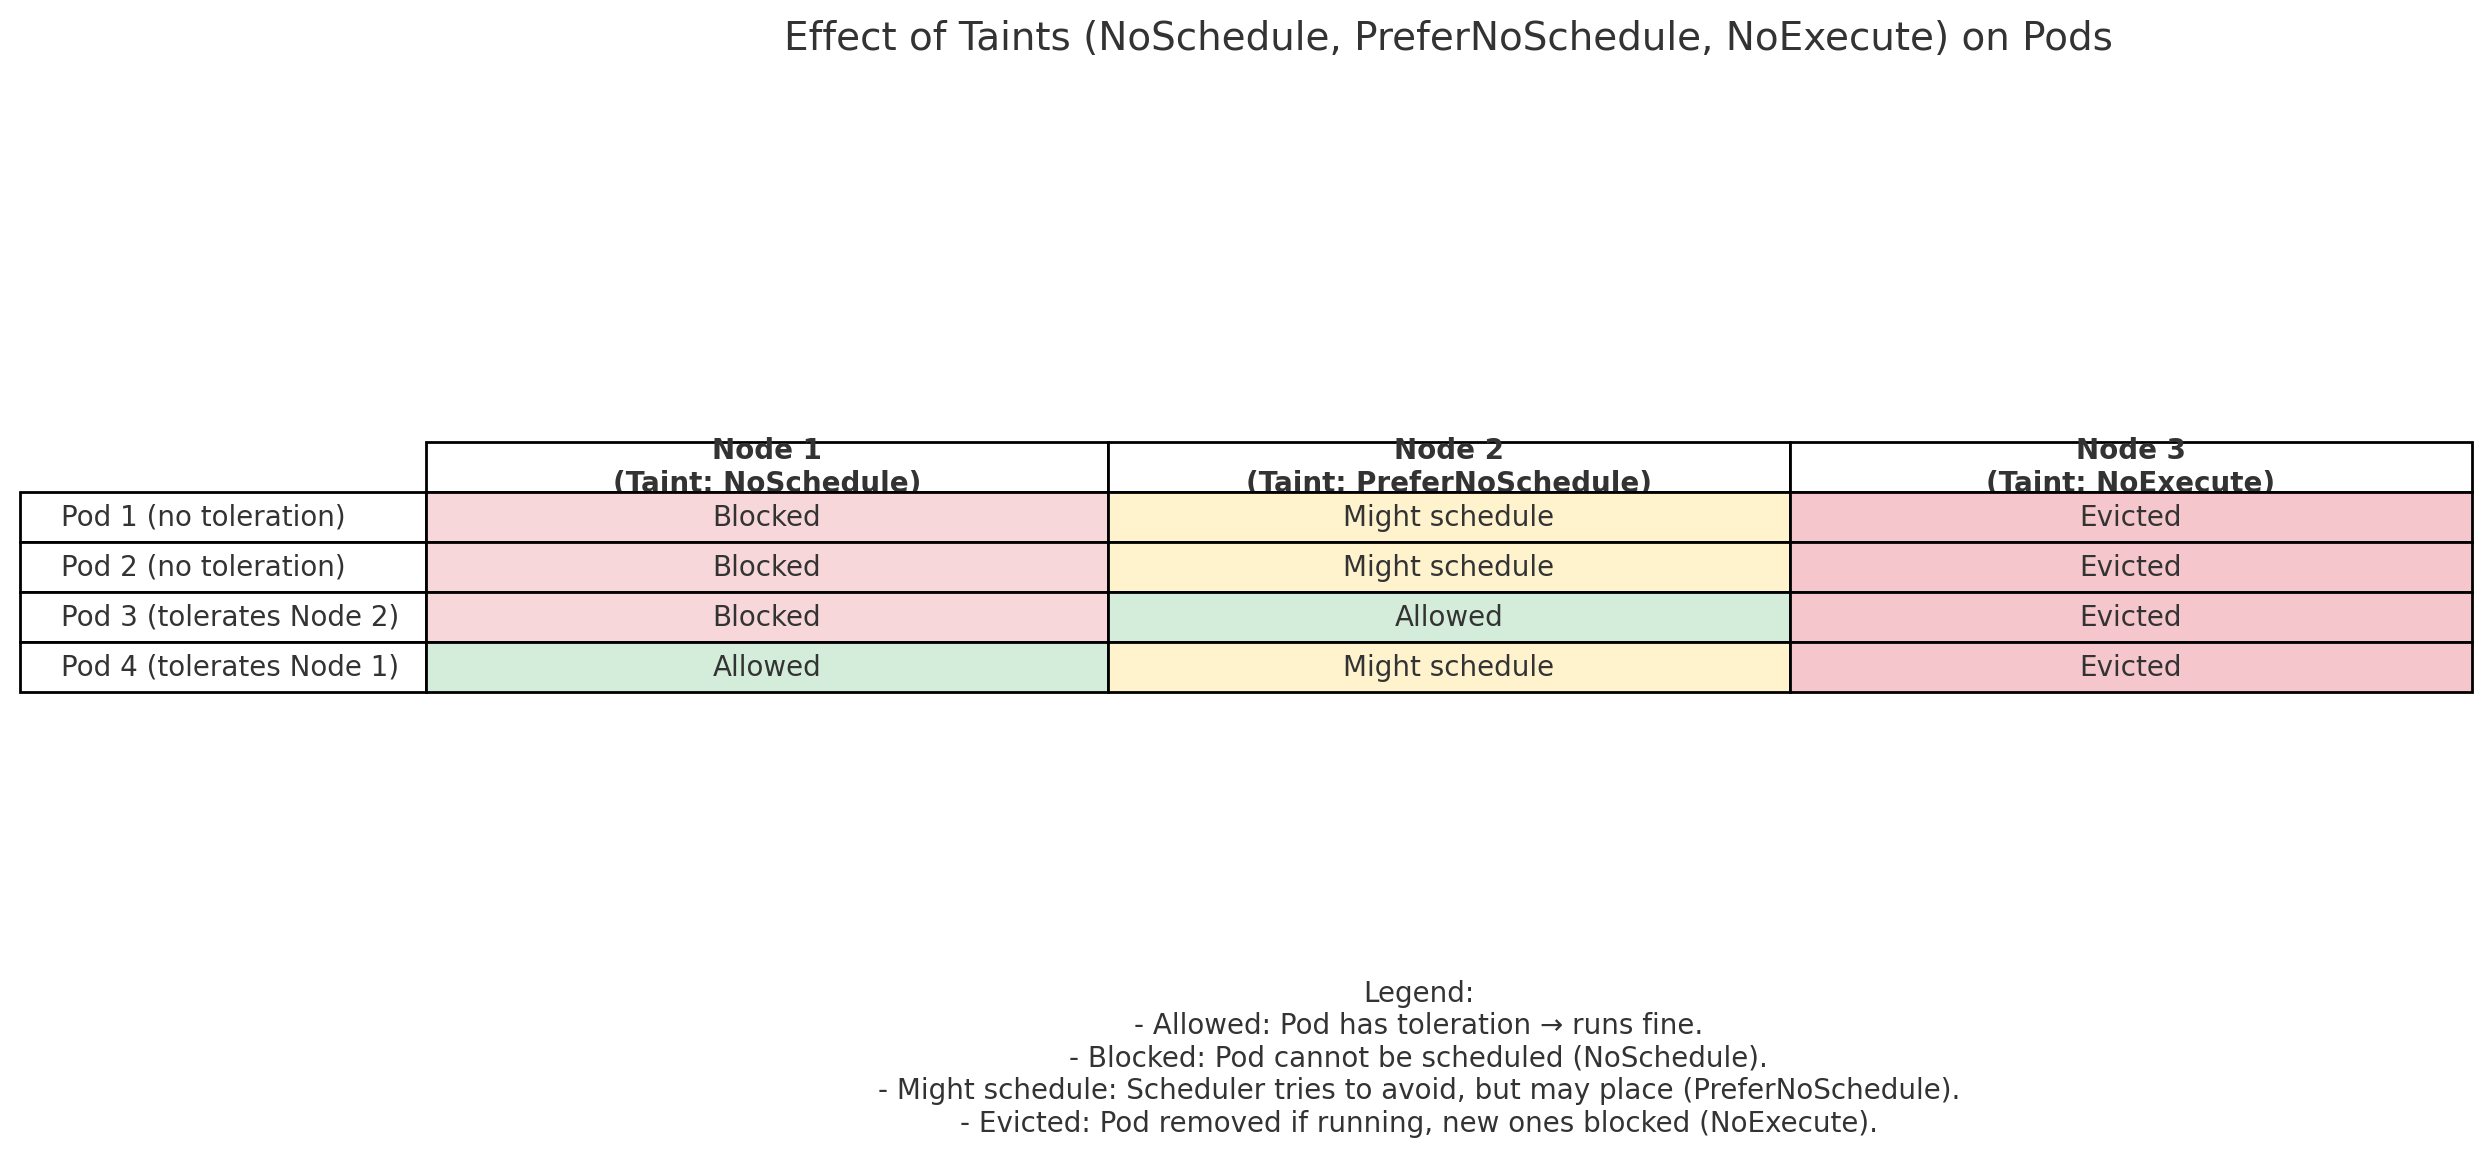 Effect of Taints (NoSchedule, PreferNoSchedule, NoExecute) on Pods
Node 1 Node 2 Node 3
(Taint: NoSchedule) (Taint: PreferNoSchedule) (Taint: NoExecute)
Pod 1 (no toleration) Blocked Might schedule Evicted
Pod 2 (no toleration) Blocked Might schedule Evicted
Pod 3 (tolerates Node 2) Blocked Allowed Evicted
Pod 4 (tolerates Node 1) Allowed Might schedule Evicted
Legend:
- Allowed: Pod has toleration → runs fine.
- Blocked: Pod cannot be scheduled (NoSchedule).
- Might schedule: Scheduler tries to avoid, but may place (PreferNoSchedule).
- Evicted: Pod removed if running, new ones blocked (NoExecute).